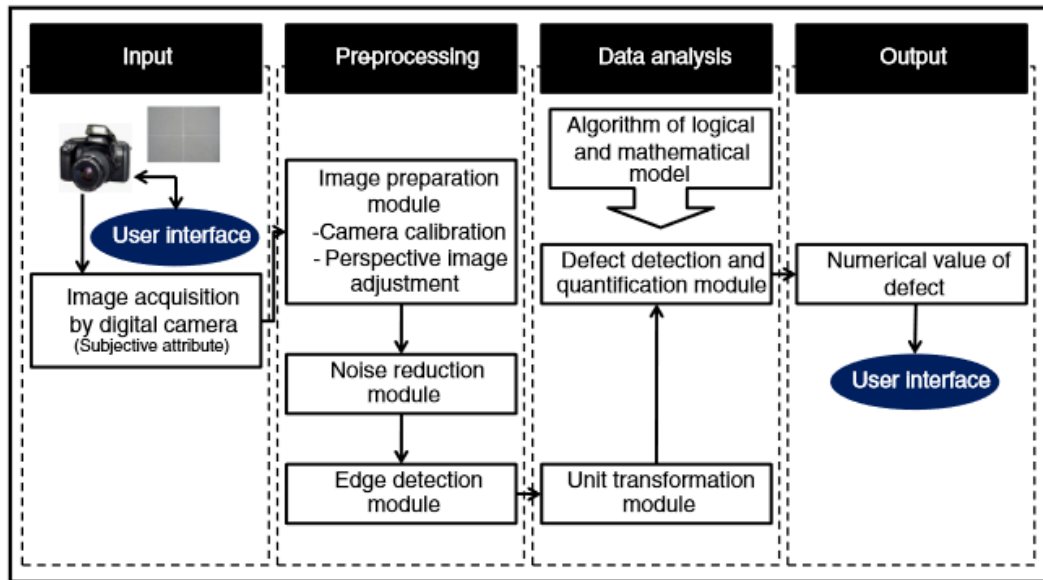 Input
User interface
Image acquisition
by digital camera
(Subjective attribute)
Pre-processing
Image preparation
module
-Camera calibration
- Perspective image
adjustment
Noise reduction
module
Edge detection
module
Data analysis
Algorithm of logical
and mathematical
model
Defect detection and
quantification module
Unit transformation
module
Output
Numerical value of
defect
User interface